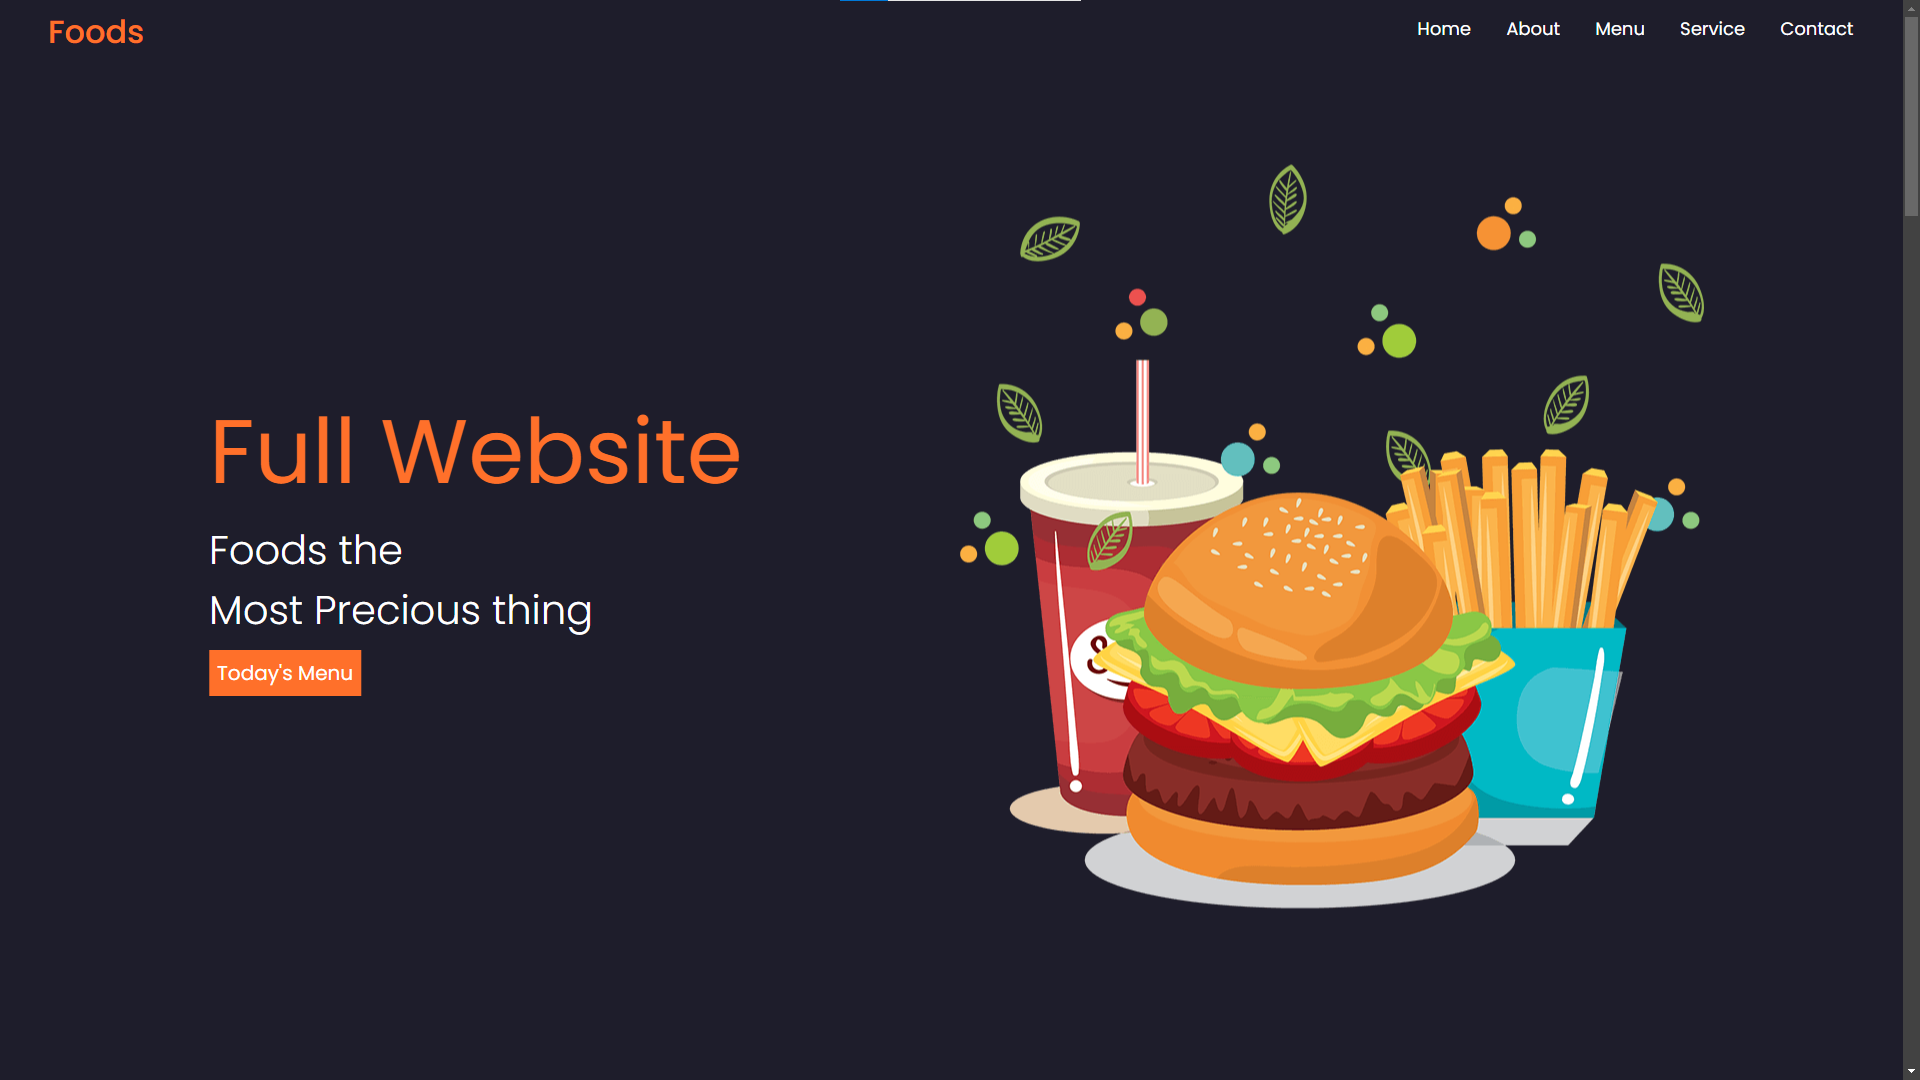 Foods
Home About Menu Service Contact
Full Website
Foods the
Most Precious thing
Today's Menu